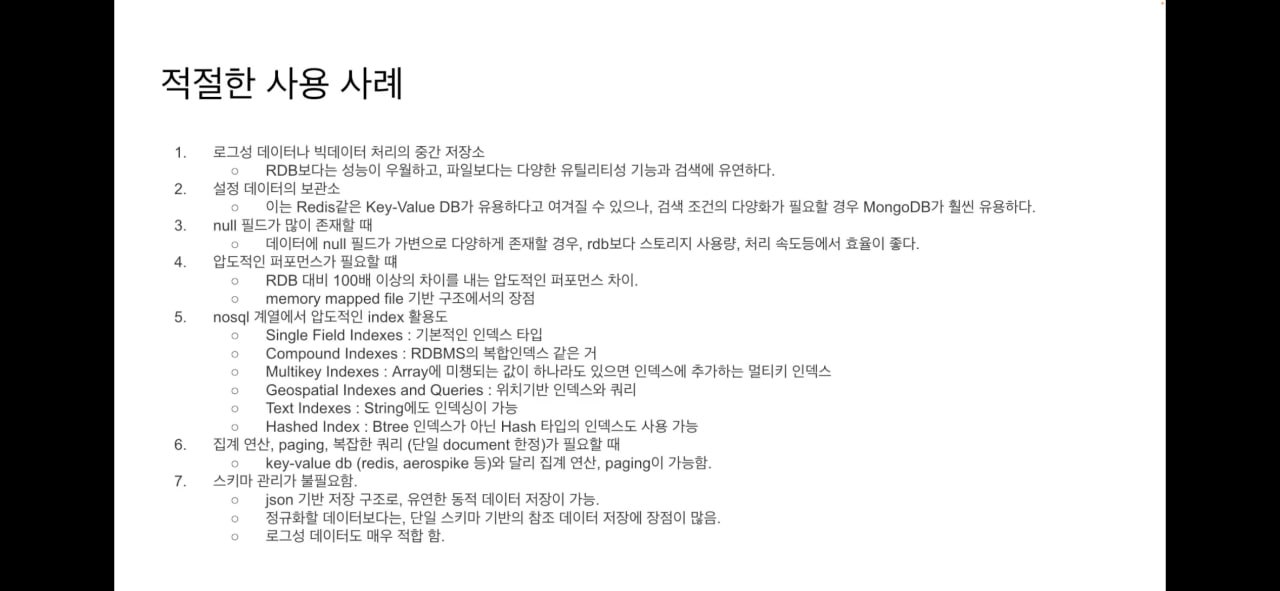 적절한 사용 사례
1. 로그성 데이터나 빅데이터 처리의 중간 저장소
○ RDB보다는 성능이 우월하고, 파일보다는 다양한 유틸리티성 기능과 검색에 유연하다.
2. 설정 데이터의 보관소
○ 이는 Redis같은 Key-Value DB가 유용하다고 여겨질 수 있으나, 검색 조건의 다양화가 필요할 경우 MongoDB가 훨씬 유용하다.
3. null 필드가 많이 존재할 때
○ 데이터에 null 필드가 가변으로 다양하게 존재할 경우, rdb보다 스토리지 사용량, 처리 속도등에서 효율이 좋다.
4. 압도적인 퍼포먼스가 필요할 떄
○ RDB 대비 100배 이상의 차이를 내는 압도적인 퍼포먼스 차이.
○ memory mapped file 기반 구조에서의 장점
5. nosql 계열에서 압도적인 index 활용도
○ Single Field Indexes : 기본적인 인덱스 타입
○ Compound Indexes : RDBMS의 복합인덱스 같은 거
○ Multikey Indexes : Array에 미챙되는 값이 하나라도 있으면 인덱스에 추가하는 멀티키 인덱스
○ Geospatial Indexes and Queries : 위치기반 인덱스와 쿼리
○ Text Indexes : String에도 인덱싱이 가능
○ Hashed Index : Btree 인덱스가 아닌 Hash 타입의 인덱스도 사용 가능
6. 집계 연산, paging, 복잡한 쿼리 (단일 document 한정)가 필요할 때
○ key-value db (redis, aerospike 등)와 달리 집계 연산, paging이 가능함.
7. 스키마 관리가 불필요함.
○ json 기반 저장 구조로, 유연한 동적 데이터 저장이 가능.
○ 정규화할 데이터보다는, 단일 스키마 기반의 참조 데이터 저장에 장점이 많음.
○ 로그성 데이터도 매우 적합 함.